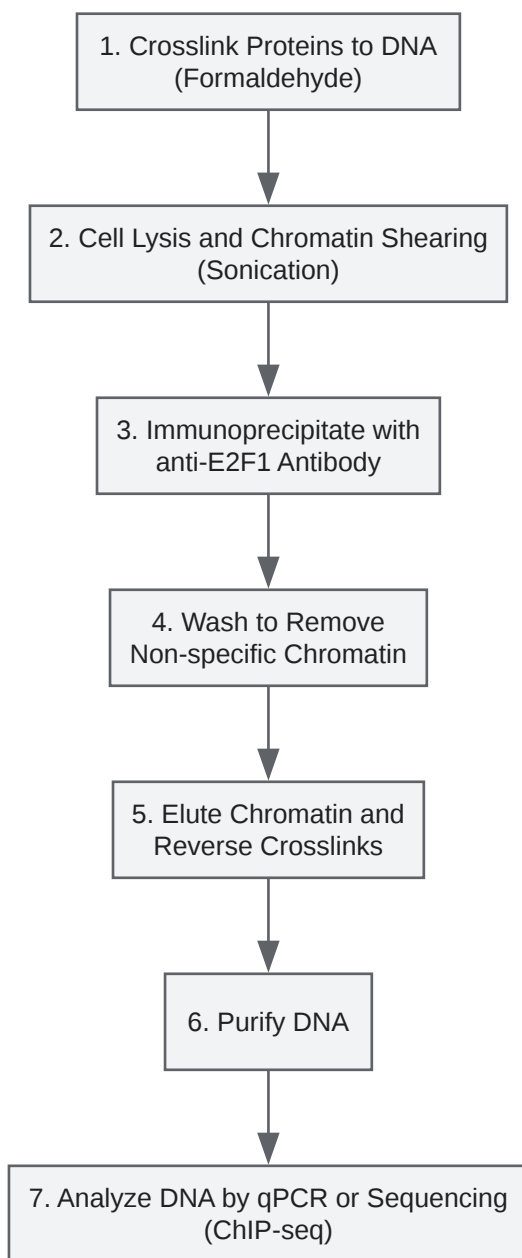 1. Crosslink Proteins to DNA
(Formaldehyde)
2. Cell Lysis and Chromatin Shearing
(Sonication)
3. Immunoprecipitate with
anti-E2F1 Antibody
4. Wash to Remove
Non-specific Chromatin
5. Elute Chromatin and
Reverse Crosslinks
6. Purify DNA
7. Analyze DNA by qPCR or Sequencing
(ChIP-seq)